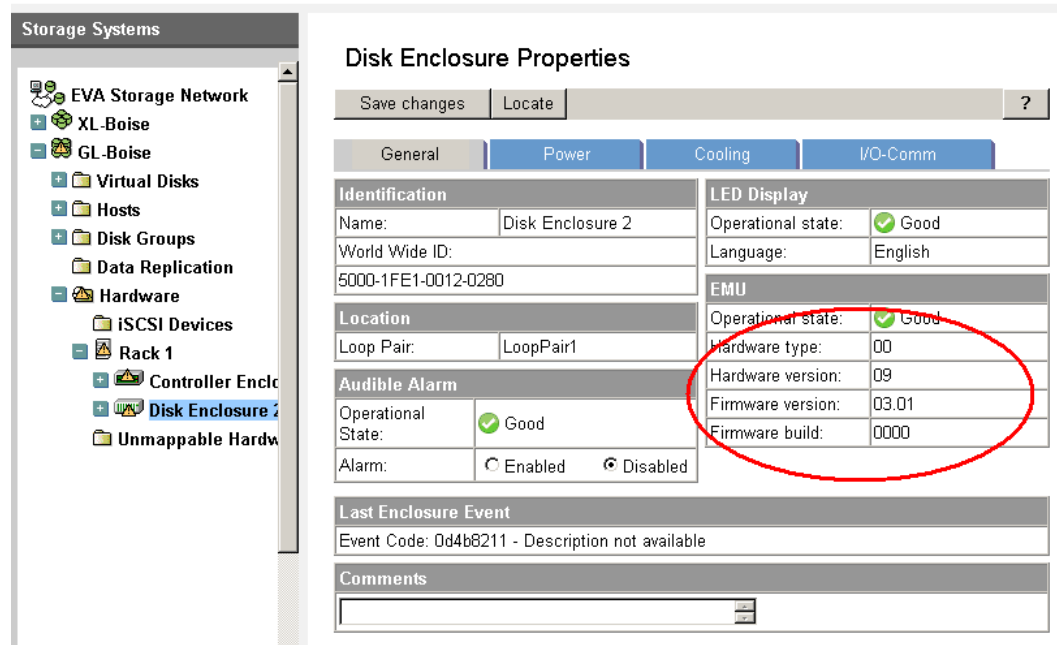 Storage Systems
EVA Storage Network
XL-Boise
GL-Boise
Virtual Disks
Hosts
Disk Groups
Data Replication
Hardware
iSCSI Devices
Rack 1
Controller Enclo
Disk Enclosure 2
Unmappable Hardw
Disk Enclosure Properties
Save changes Locate ?
General Power Cooling I/O-Comm
Identification
Name: Disk Enclosure 2
World Wide ID:
5000-1FE1-0012-0280
Location
Loop Pair: LoopPair1
Audible Alarm
Operational
State: Good
Alarm: Enabled Disabled
LED Display
Operational state: Good
Language: English
EMU
Operational state: Good
Hardware type: 00
Hardware version: 09
Firmware version: 03.01
Firmware build: 0000
Last Enclosure Event
Event Code: 0d4b8211 - Description not available
Comments